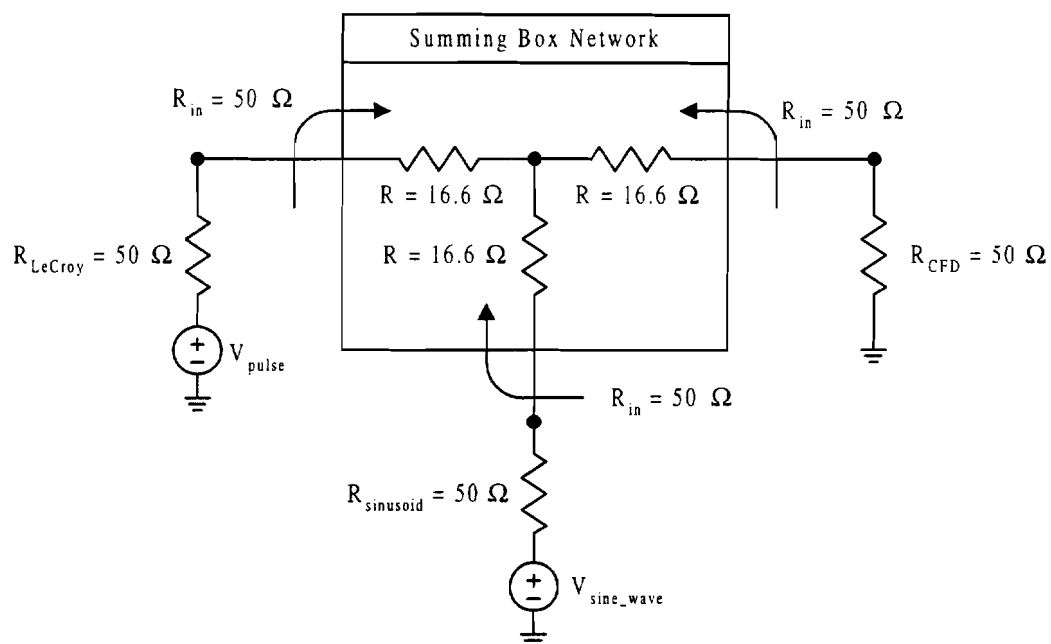 Summing Box Network
R_in = 50 Ω
R_in = 50 Ω
R = 16.6 Ω
R = 16.6 Ω
R_LeCroy = 50 Ω
R = 16.6 Ω
R_CFD = 50 Ω
V_pulse
R_in = 50 Ω
R_sinusoid = 50 Ω
V_sine_wave